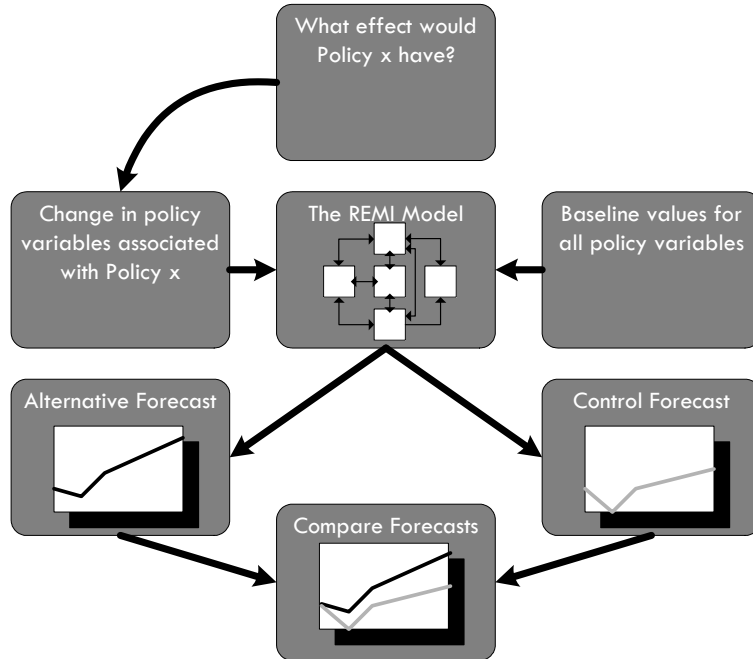 What effect would
Policy x have?
Change in policy
variables associated
with Policy x
The REMI Model
Baseline values for
all policy variables
Alternative Forecast
Control Forecast
Compare Forecasts